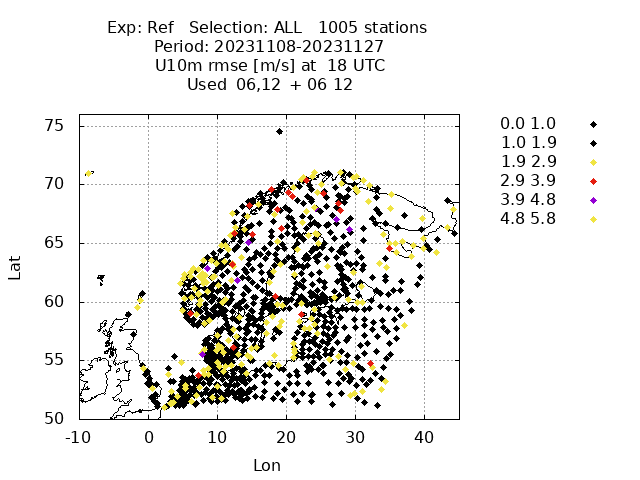 Exp: Ref   Selection: ALL   1005 stations
Period: 20231108-20231127
U10m rmse [m/s] at  18 UTC
Used  06,12  + 06 12
0.0 1.0
1.0 1.9
1.9 2.9
2.9 3.9
3.9 4.8
4.8 5.8
75
70
65
60
55
50
Lat
-10 0 10 20 30 40
Lon